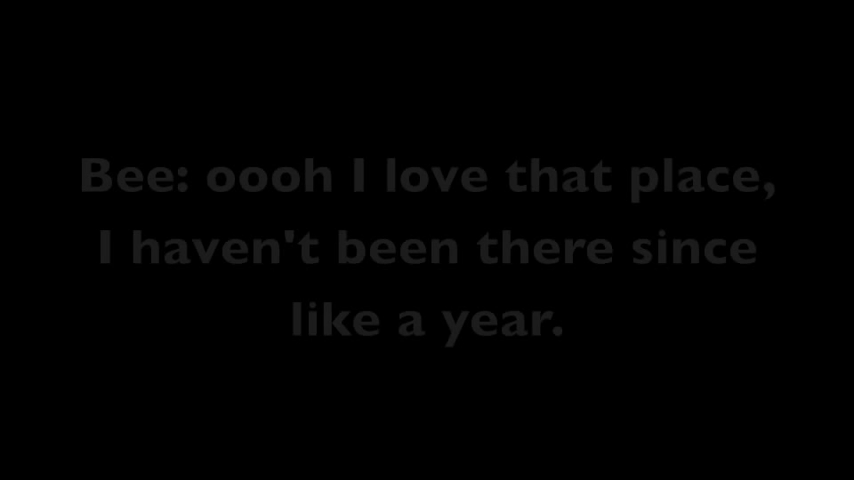 Bee: oooh I love that place,
I haven't been there since
like a year.